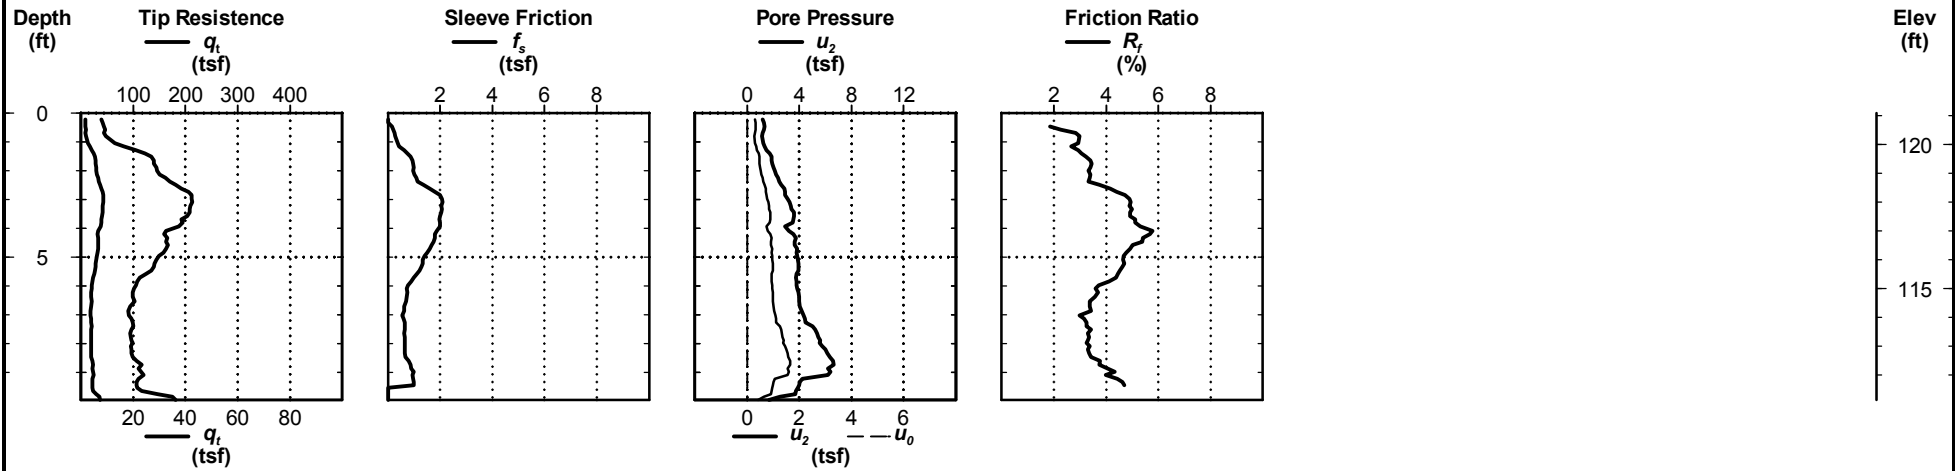 Depth
(ft)
Tip Resistence
qt
(tsf)
Sleeve Friction
fs
(tsf)
Pore Pressure
u2
(tsf)
Friction Ratio
Rf
(%)
Elev
(ft)
100 200 300 400
2 4 6 8
0 4 8 12
2 4 6 8
0
5
120
115
20 40 60 80
qt
(tsf)
0 2 4 6
u2 u0
(tsf)